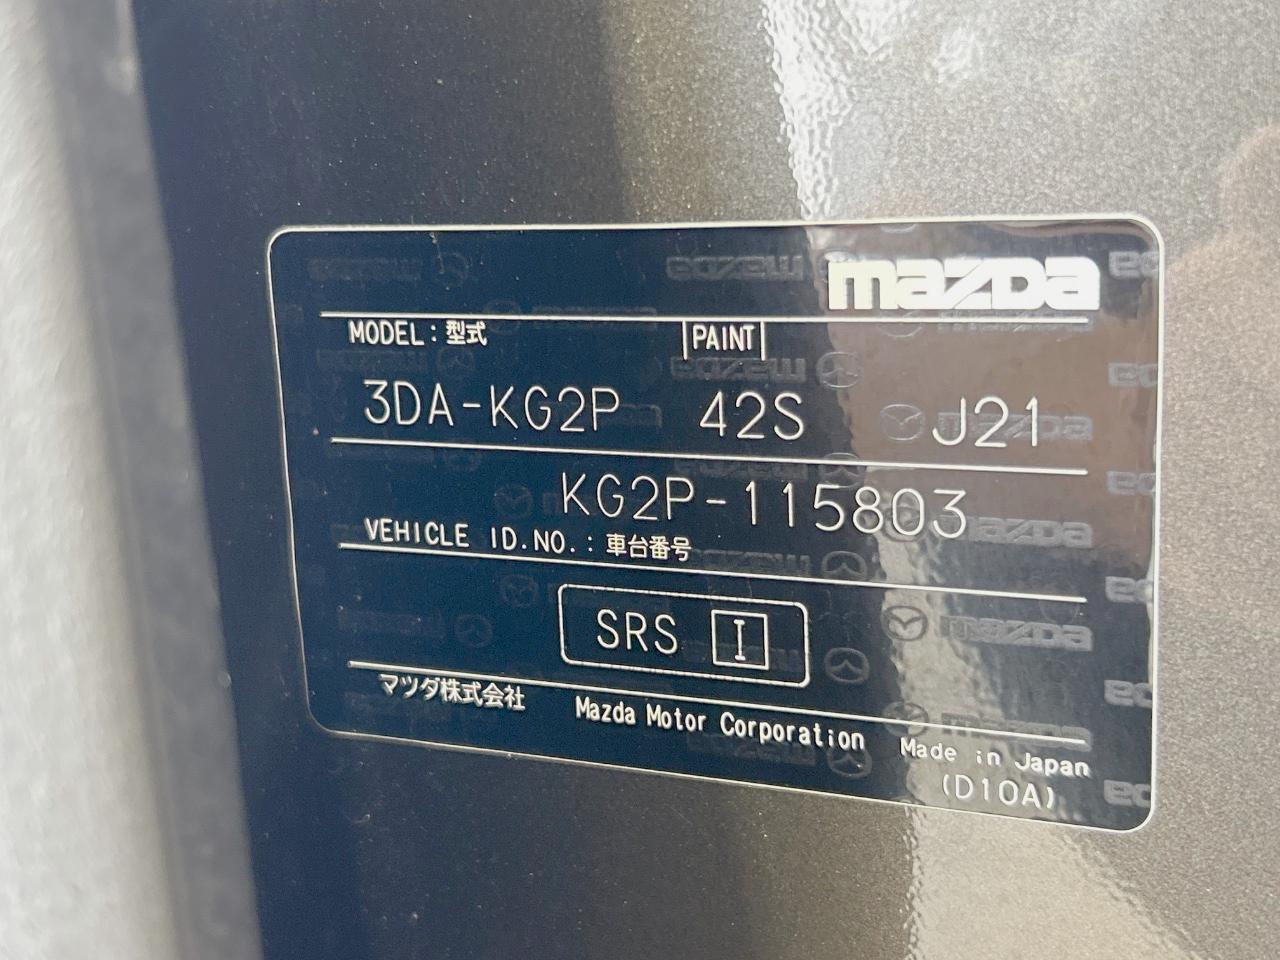 mazda
MODEL:型式 PAINT
3DA-KG2P 42S J21
KG2P-115803
VEHICLE ID.NO.:車台番号
SRS I
マツダ株式会社 Mazda Motor Corporation Made in Japan
(D10A)